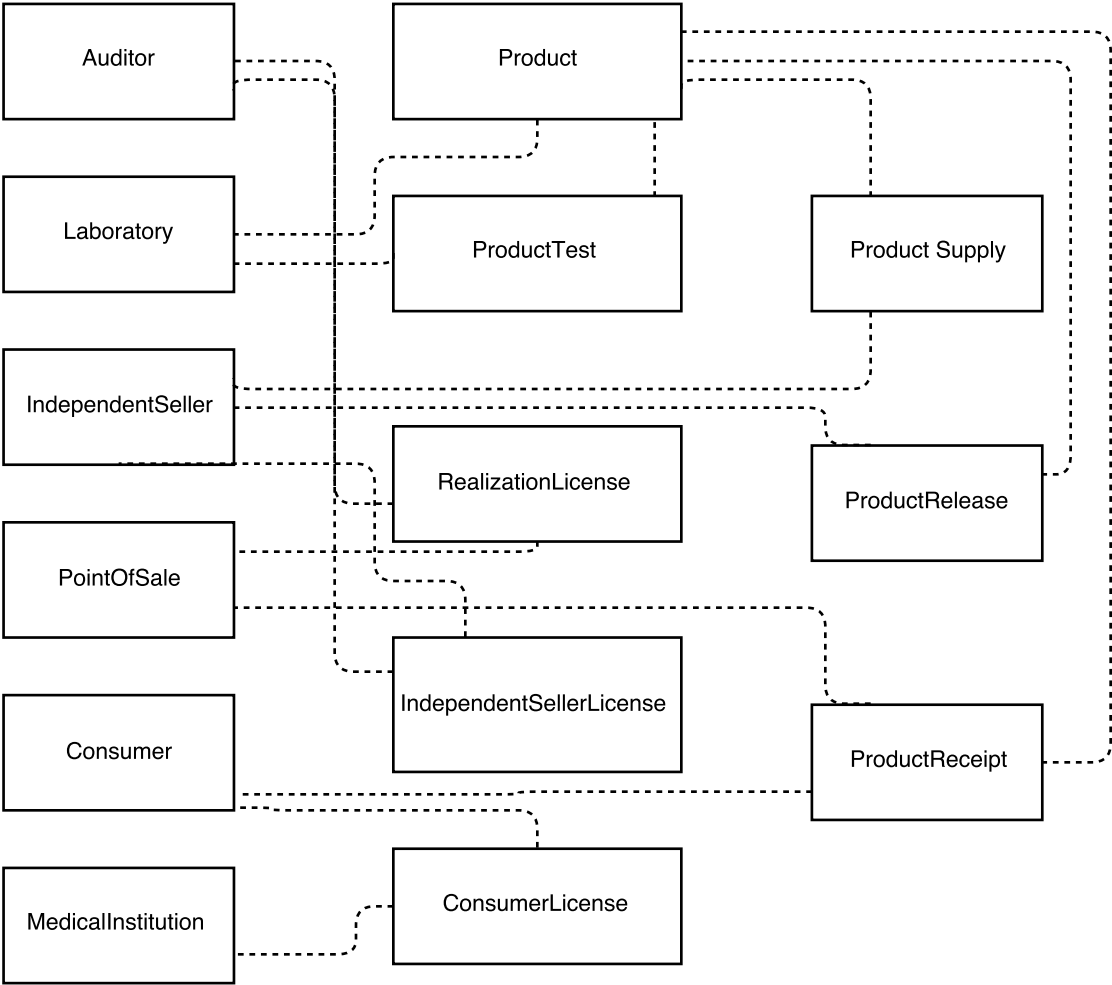 Auditor
Product
Laboratory
ProductTest
Product Supply
IndependentSeller
RealizationLicense
ProductRelease
PointOfSale
IndependentSellerLicense
Consumer
ProductReceipt
MedicalInstitution
ConsumerLicense